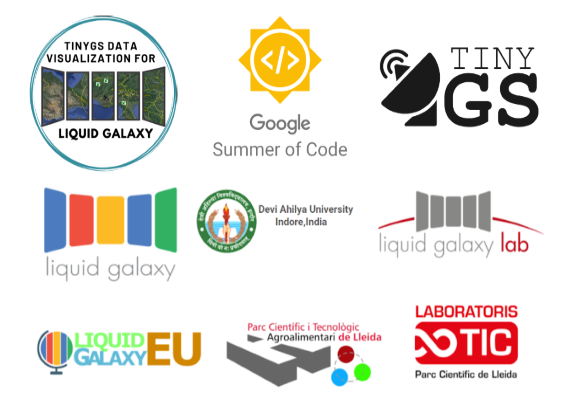 TINYGS DATA
VISUALIZATION FOR
LIQUID GALAXY
Google
Summer of Code
TINY
GS
liquid galaxy
Devi Ahilya University
Indore,India
liquid galaxy lab
LIQUID
GALAXY EU
Parc Científic i Tecnològic
Agroalimentari de Lleida
LABORATORIS
TIC
Parc Científic de Lleida